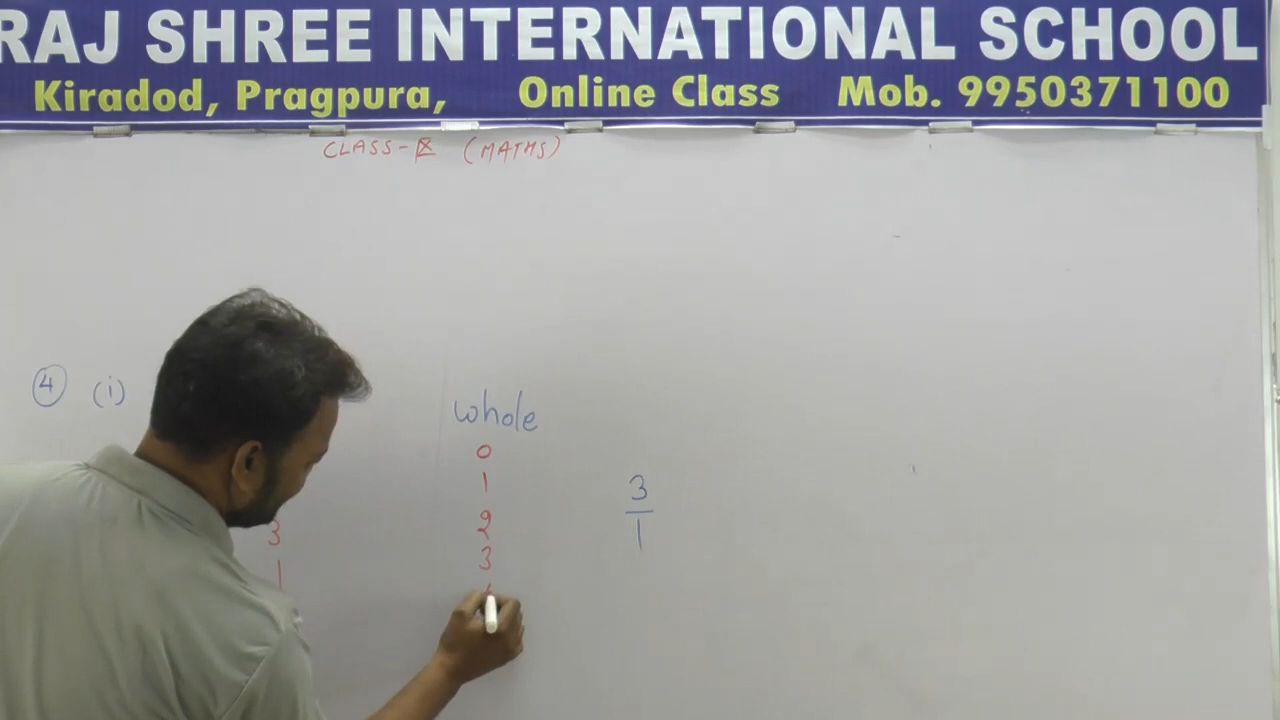 RAJ SHREE INTERNATIONAL SCHOOL
Kiradod, Pragpura, Online Class Mob. 9950371100
CLASS-IX (MATHS)
4 (i)
whole
0
1
2
3
3
1
3
1